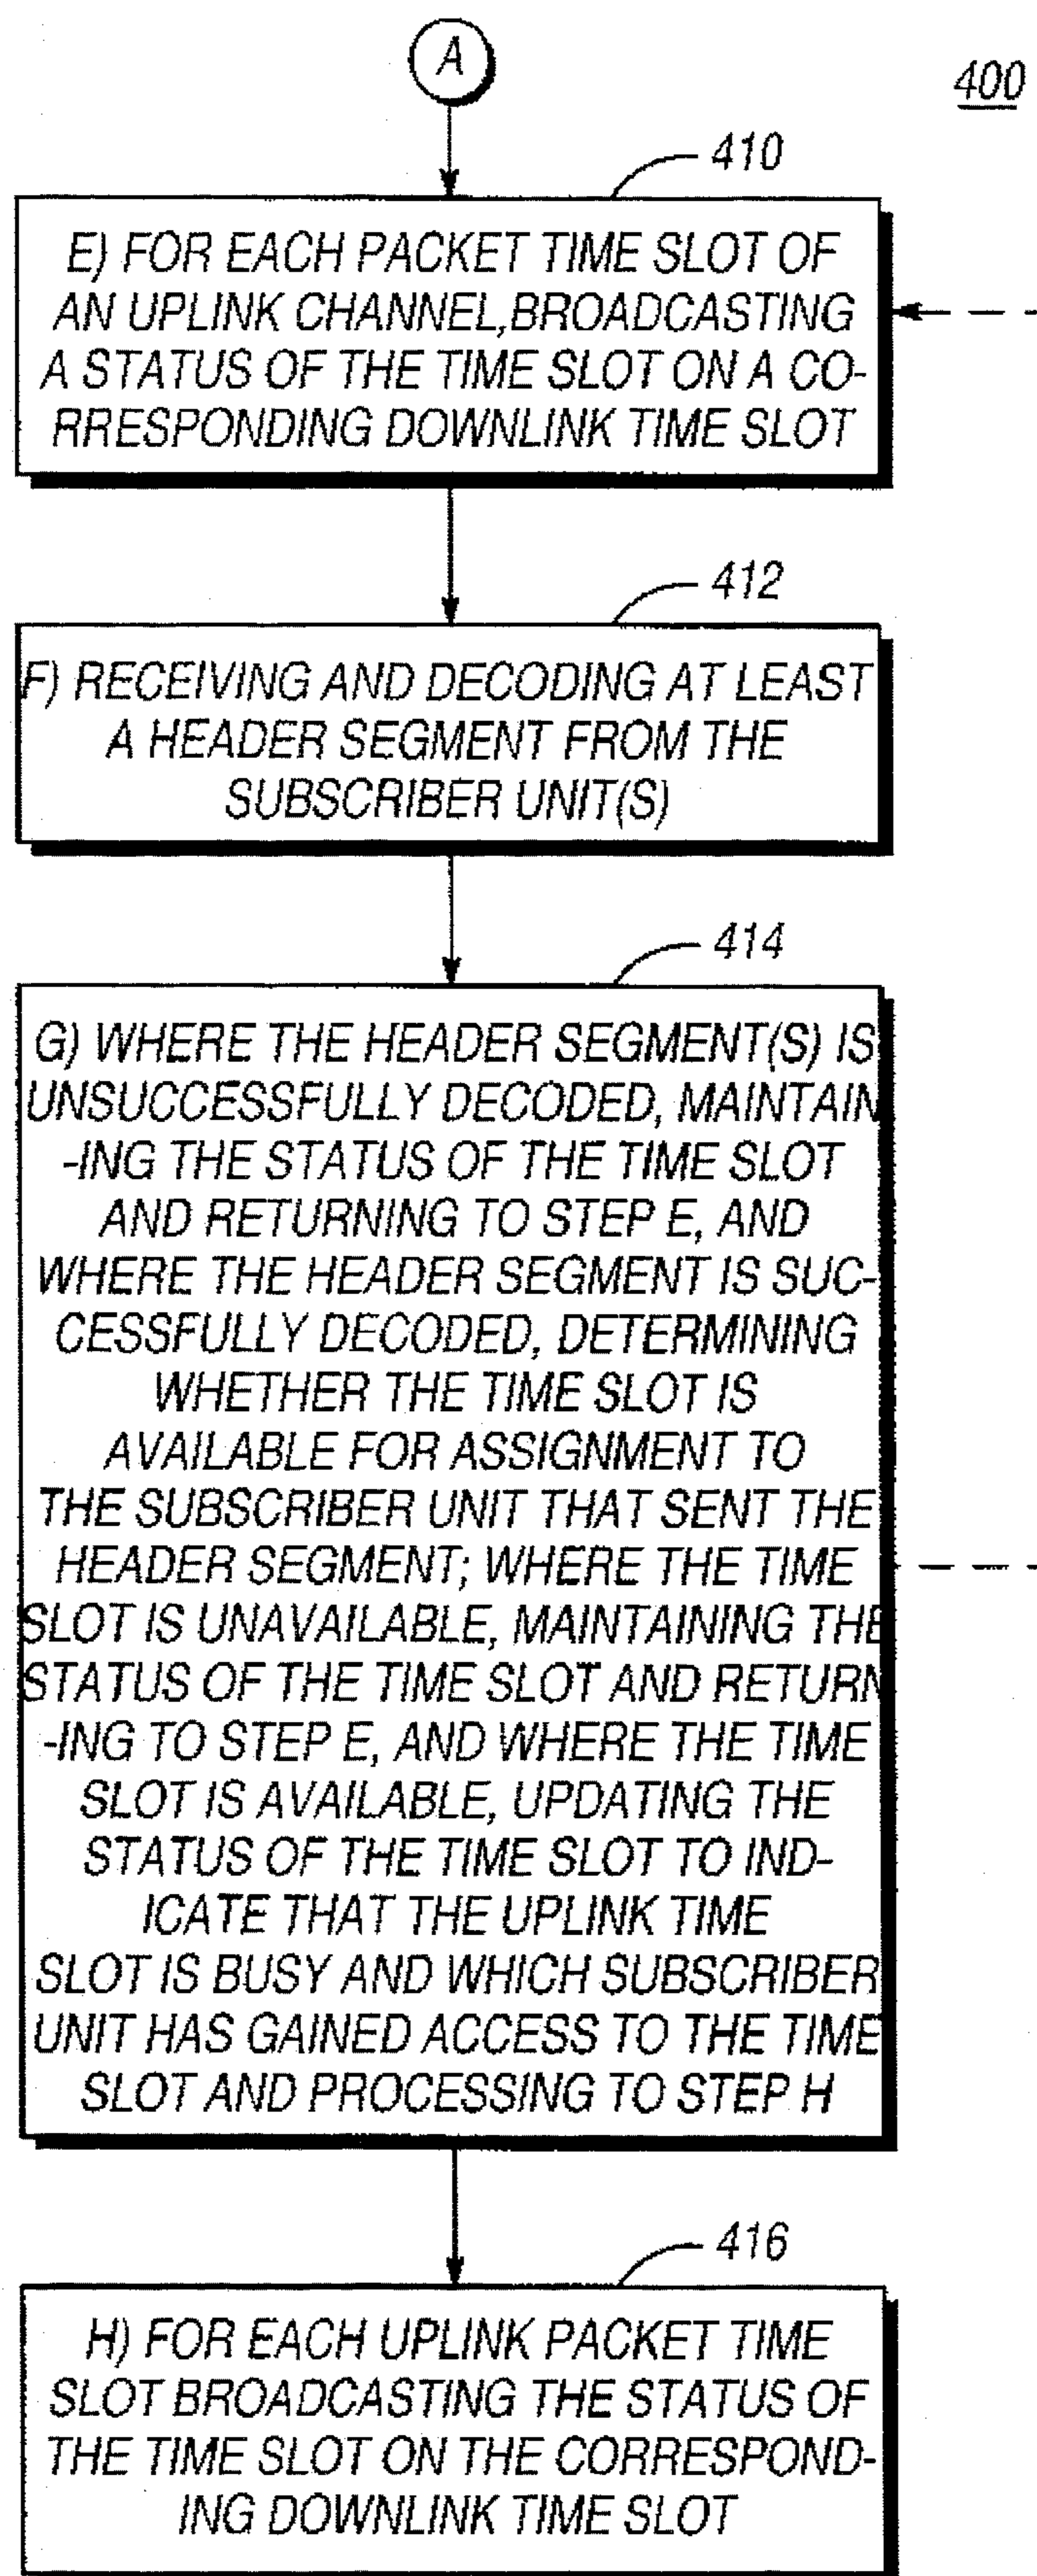 A
400
410
E) FOR EACH PACKET TIME SLOT OF
AN UPLINK CHANNEL,BROADCASTING
A STATUS OF THE TIME SLOT ON A CO-
RRESPONDING DOWNLINK TIME SLOT
412
F) RECEIVING AND DECODING AT LEAST
A HEADER SEGMENT FROM THE
SUBSCRIBER UNIT(S)
414
G) WHERE THE HEADER SEGMENT(S) IS
UNSUCCESSFULLY DECODED, MAINTAIN
-ING THE STATUS OF THE TIME SLOT
AND RETURNING TO STEP E, AND
WHERE THE HEADER SEGMENT IS SUC-
CESSFULLY DECODED, DETERMINING
WHETHER THE TIME SLOT IS
AVAILABLE FOR ASSIGNMENT TO
THE SUBSCRIBER UNIT THAT SENT THE
HEADER SEGMENT; WHERE THE TIME
SLOT IS UNAVAILABLE, MAINTAINING THE
STATUS OF THE TIME SLOT AND RETURN
-ING TO STEP E, AND WHERE THE TIME
SLOT IS AVAILABLE, UPDATING THE
STATUS OF THE TIME SLOT TO IND-
ICATE THAT THE UPLINK TIME
SLOT IS BUSY AND WHICH SUBSCRIBER
UNIT HAS GAINED ACCESS TO THE TIME
SLOT AND PROCESSING TO STEP H
416
H) FOR EACH UPLINK PACKET TIME
SLOT BROADCASTING THE STATUS OF
THE TIME SLOT ON THE CORRESPOND-
ING DOWNLINK TIME SLOT